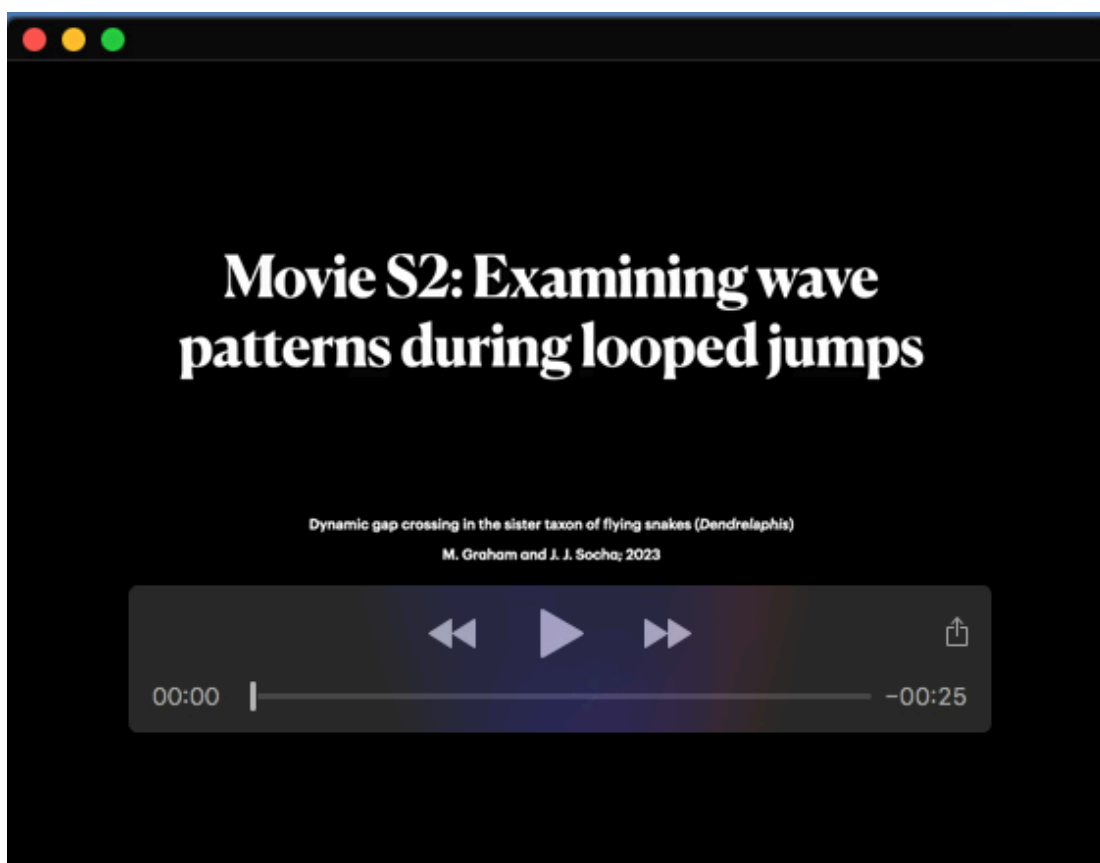 Movie S2: Examining wave
patterns during looped jumps
Dynamic gap crossing in the sister taxon of flying snakes (Dendrelaphis)
M. Graham and J. J. Socha; 2023
00:00 -00:25